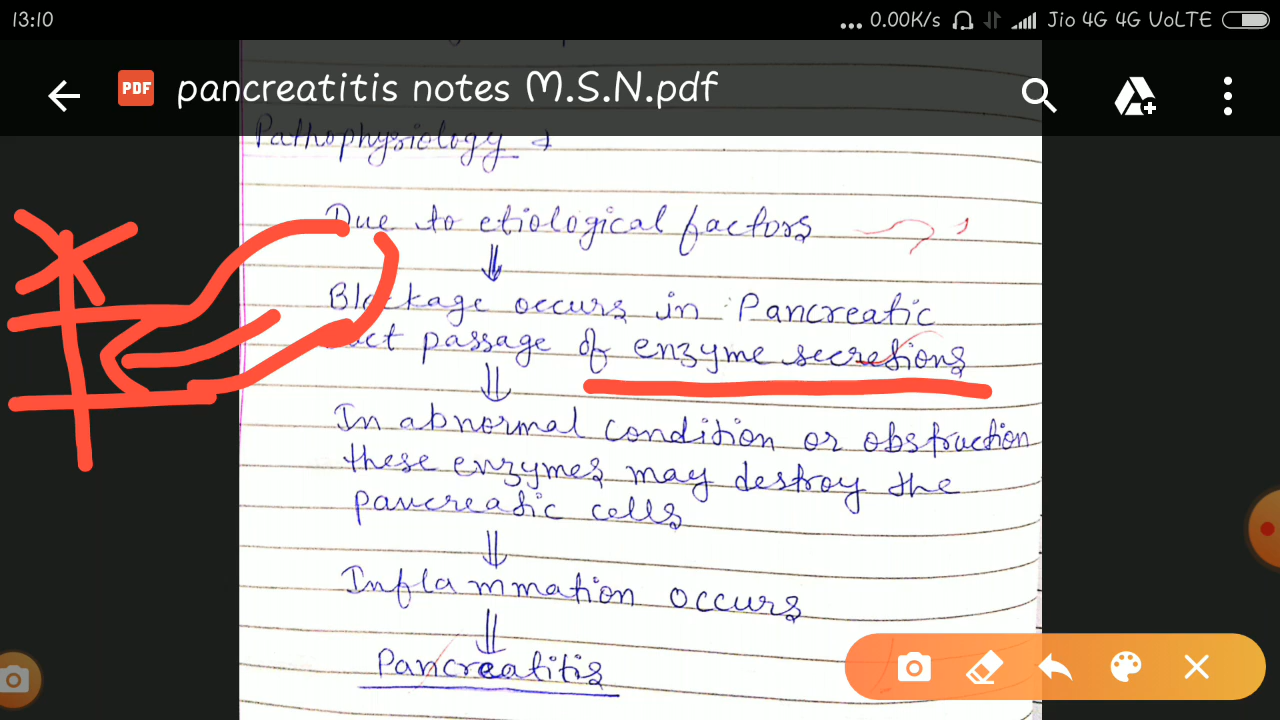 13:10 ... 0.00K/s Jio 4G 4G VoLTE
PDF pancreatitis notes M.S.N.pdf
Pathophysiology
Due to etiological factors
Blockage occurs in Pancreatic
duct passage of enzyme secretions
In abnormal condition or obstruction
these enzymes may destroy the
pancreatic cells
Inflammation occurs
Pancreatitis